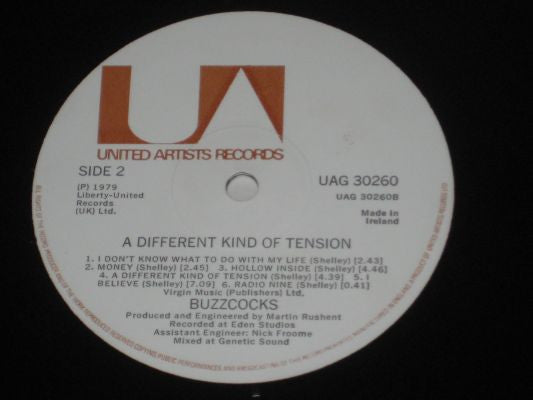 UA
UNITED ARTISTS RECORDS
SIDE 2
(P) 1979
Liberty-United
Records
(UK) Ltd.
UAG 30260
UAG 30260B
Made in
Ireland
A DIFFERENT KIND OF TENSION
1. I DON'T KNOW WHAT TO DO WITH MY LIFE (Shelley) [2.43]
2. MONEY (Shelley) [2.45] 3. HOLLOW INSIDE (Shelley) [4.46]
4. A DIFFERENT KIND OF TENSION (Shelley) [4.39] 5. I
BELIEVE (Shelley) [7.09] 6. RADIO NINE (Shelley) [0.41]
Virgin Music (Publishers) Ltd.
BUZZCOCKS
Produced and Engineered by Martin Rushent
Recorded at Eden Studios
Assistant Engineer: Nick Froome
Mixed at Genetic Sound